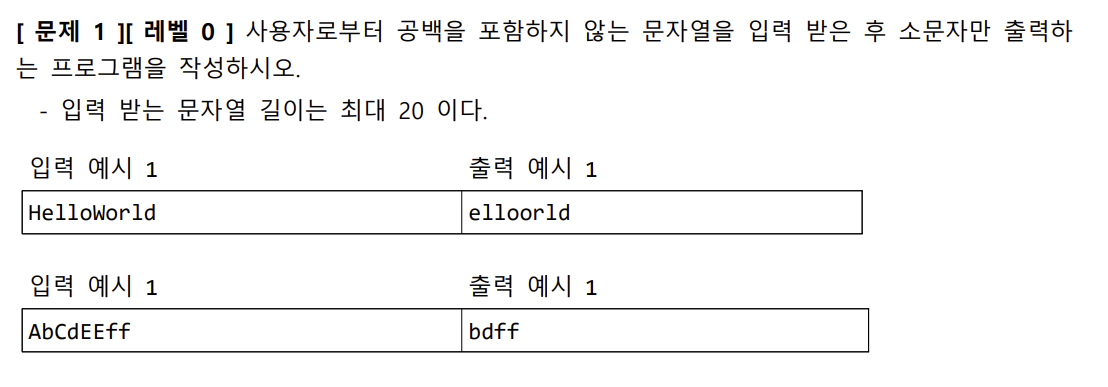 [ 문제 1 ][ 레벨 0 ] 사용자로부터 공백을 포함하지 않는 문자열을 입력 받은 후 소문자만 출력하
는 프로그램을 작성하시오.
- 입력 받는 문자열 길이는 최대 20 이다.
입력 예시 1 출력 예시 1
HelloWorld elloorld
입력 예시 1 출력 예시 1
AbCdEEff bdff